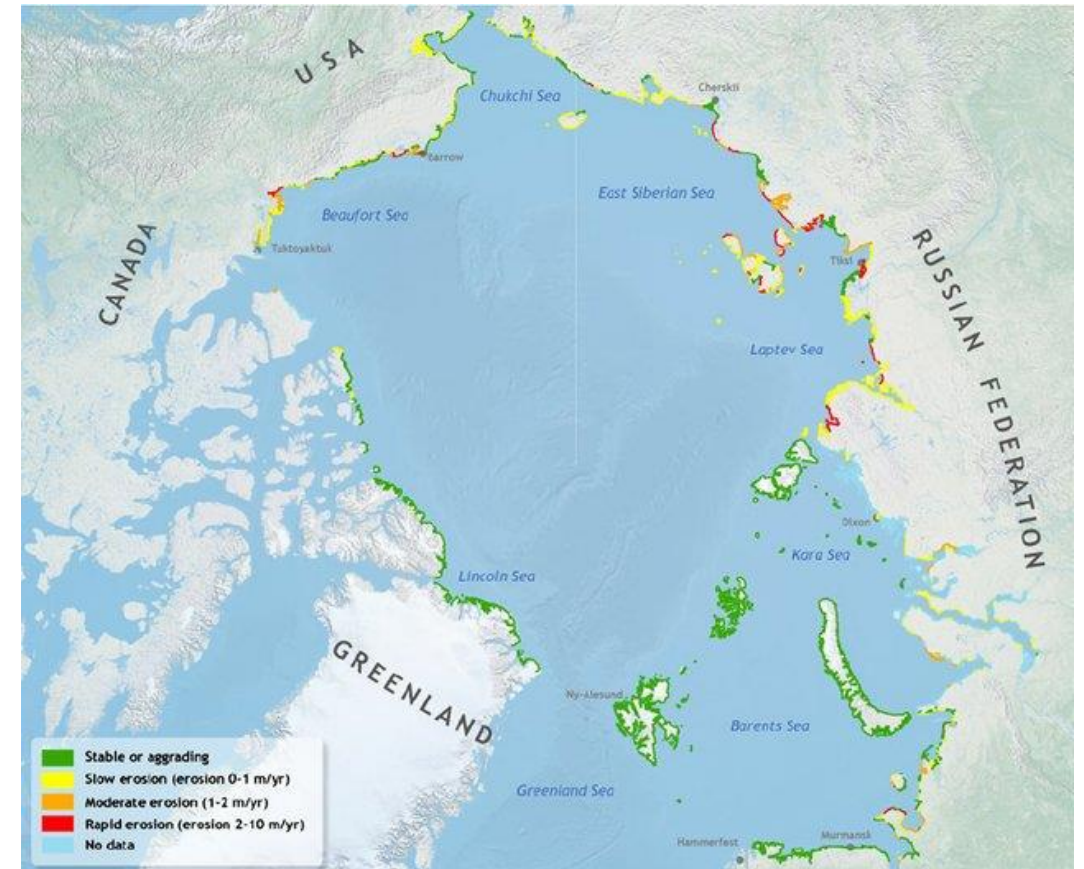 USA
Chukchi Sea
Cherskii
Barrow
East Siberian Sea
Beaufort Sea
Tuktoyaktuk
CANADA
RUSSIAN FEDERATION
Tiksi
Laptev Sea
Dixon
Kara Sea
Lincoln Sea
GREENLAND
Ny-Alesund
Barents Sea
Greenland Sea
Hammerfest
Murmansk
Stable or aggrading
Slow erosion (erosion 0-1 m/yr)
Moderate erosion (1-2 m/yr)
Rapid erosion (erosion 2-10 m/yr)
No data